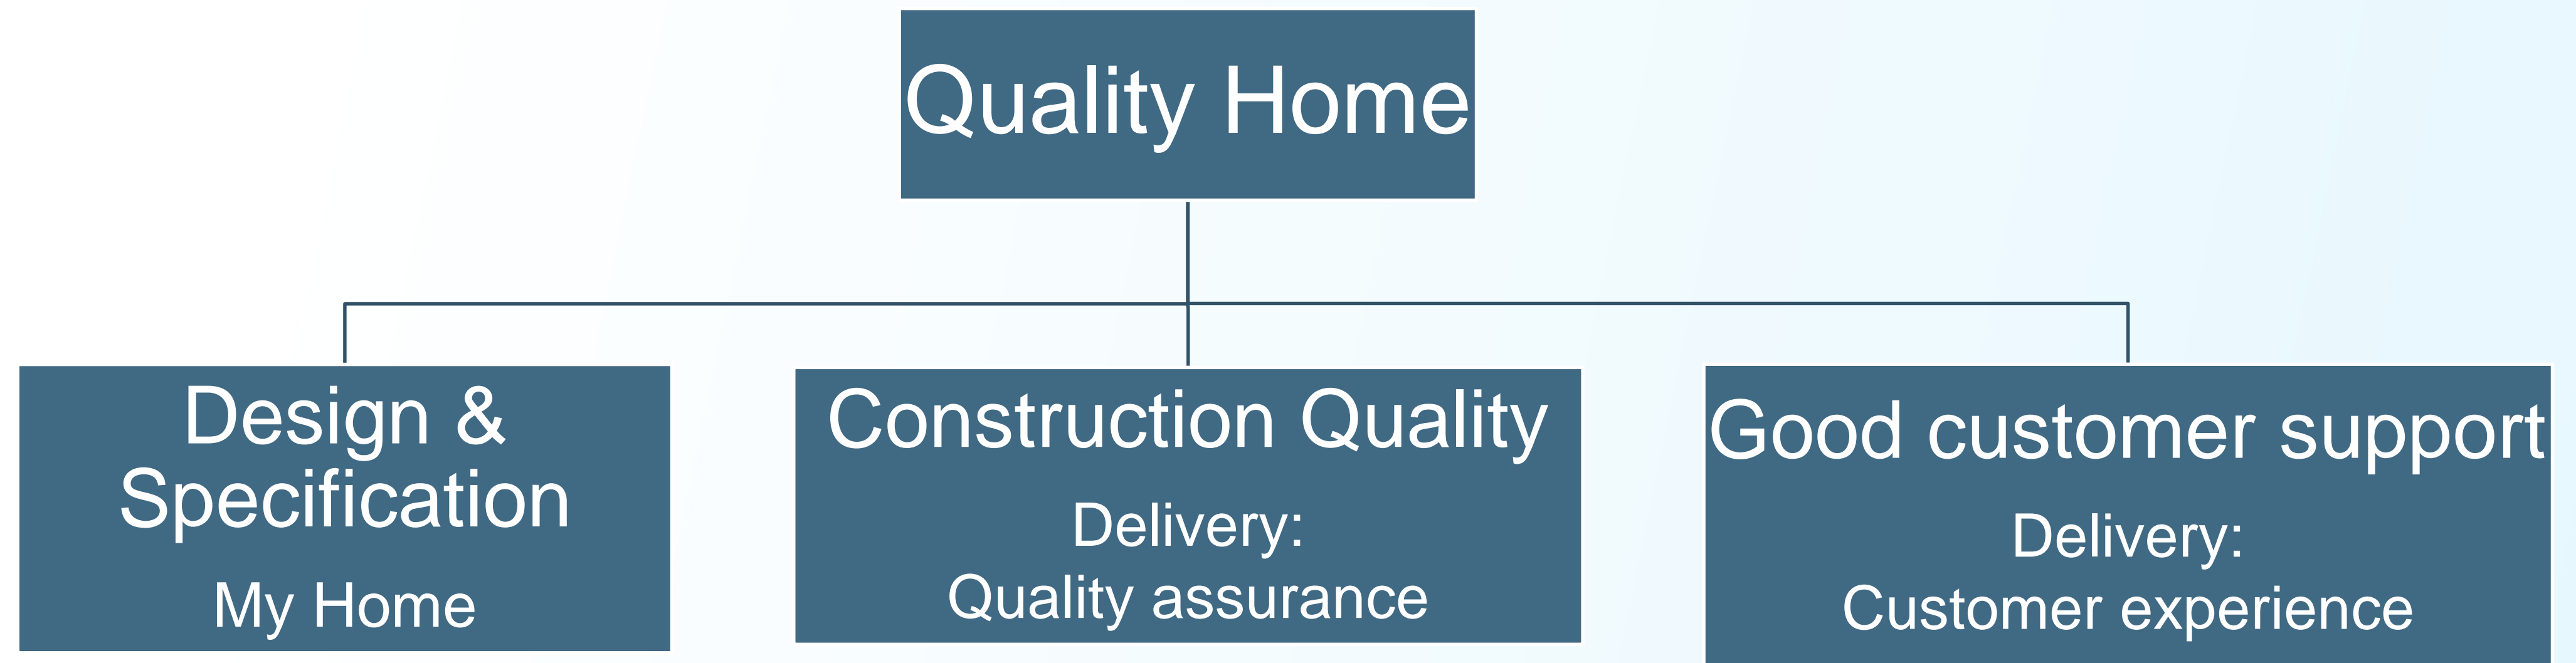 Quality Home
Design &
Specification
My Home
Construction Quality
Delivery:
Quality assurance
Good customer support
Delivery:
Customer experience